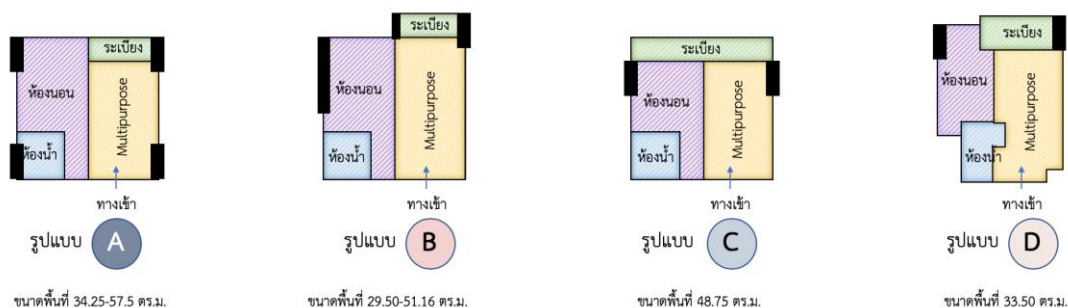 ระเบียง
ห้องนอน
Multipurpose
ห้องน้ำ
ทางเข้า
รูปแบบ A
ขนาดพื้นที่ 34.25-57.5 ตร.ม.
ระเบียง
ห้องนอน
Multipurpose
ห้องน้ำ
ทางเข้า
รูปแบบ B
ขนาดพื้นที่ 29.50-51.16 ตร.ม.
ระเบียง
ห้องนอน
Multipurpose
ห้องน้ำ
ทางเข้า
รูปแบบ C
ขนาดพื้นที่ 48.75 ตร.ม.
ระเบียง
ห้องนอน
Multipurpose
ห้องน้ำ
ทางเข้า
รูปแบบ D
ขนาดพื้นที่ 33.50 ตร.ม.